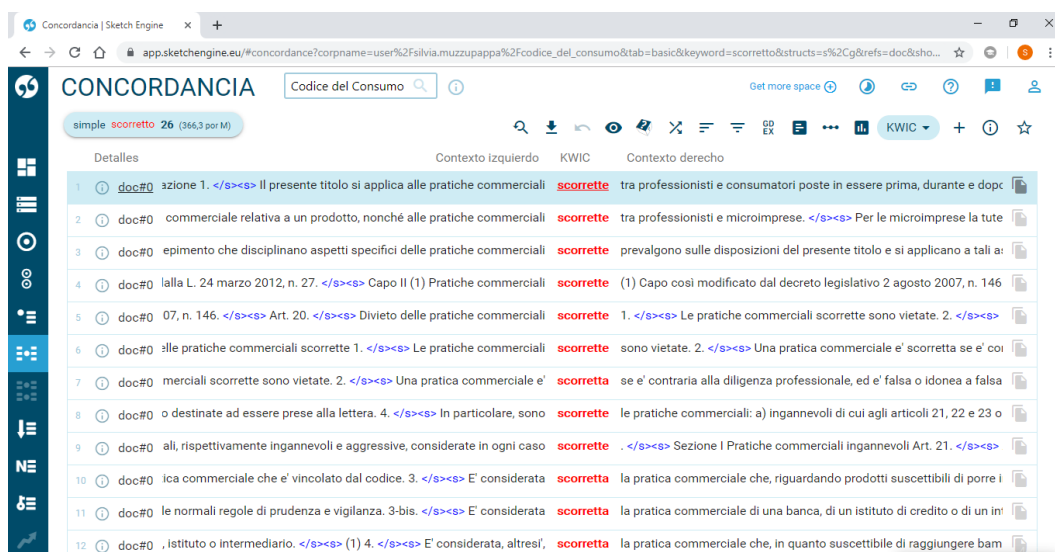 Concordancia | Sketch Engine
app.sketchengine.eu/#concordance?corpname=user%2Fsilvia.muzzupappa%2Fcodice_del_consumo&tab=basic&keyword=scorretto&structs=s%2Cg&refs=doc&sho...
S
CONCORDANCIA
Codice del Consumo
Get more space
simple scorretto 26 (366,3 por M)
GD EX
KWIC
Detalles Contexto izquierdo KWIC Contexto derecho
1 doc#0 azione 1. </s><s> Il presente titolo si applica alle pratiche commerciali scorrette tra professionisti e consumatori poste in essere prima, durante e dopo
2 doc#0 commerciale relativa a un prodotto, nonché alle pratiche commerciali scorrette tra professionisti e microimprese. </s><s> Per le microimprese la tute
3 doc#0 epimento che disciplinano aspetti specifici delle pratiche commerciali scorrette prevalgono sulle disposizioni del presente titolo e si applicano a tali a
4 doc#0 lalla L. 24 marzo 2012, n. 27. </s><s> Capo II (1) Pratiche commerciali scorrette (1) Capo così modificato dal decreto legislativo 2 agosto 2007, n. 146
5 doc#0 07, n. 146. </s><s> Art. 20. </s><s> Divieto delle pratiche commerciali scorrette 1. </s><s> Le pratiche commerciali scorrette sono vietate. 2. </s><s>
6 doc#0 elle pratiche commerciali scorrette 1. </s><s> Le pratiche commerciali scorrette sono vietate. 2. </s><s> Una pratica commerciale e' scorretta se e' co
7 doc#0 merciali scorrette sono vietate. 2. </s><s> Una pratica commerciale e' scorretta se e' contraria alla diligenza professionale, ed e' falsa o idonea a falsa
8 doc#0 o destinate ad essere prese alla lettera. 4. </s><s> In particolare, sono scorrette le pratiche commerciali: a) ingannevoli di cui agli articoli 21, 22 e 23 o
9 doc#0 ali, rispettivamente ingannevoli e aggressive, considerate in ogni caso scorrette . </s><s> Sezione I Pratiche commerciali ingannevoli Art. 21. </s><s>
10 doc#0 ica commerciale che e' vincolato dal codice. 3. </s><s> E' considerata scorretta la pratica commerciale che, riguardando prodotti suscettibili di porre i
11 doc#0 le normali regole di prudenza e vigilanza. 3-bis. </s><s> E' considerata scorretta la pratica commerciale di una banca, di un istituto di credito o di un in
12 doc#0 , istituto o intermediario. </s><s> (1) 4. </s><s> E' considerata, altresi', scorretta la pratica commerciale che, in quanto suscettibile di raggiungere bam